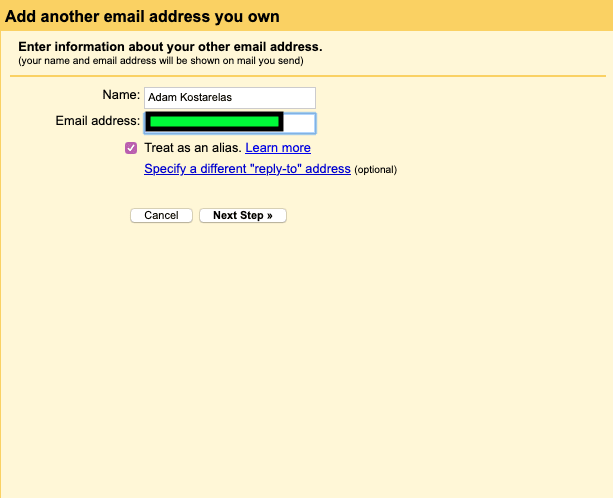 Add another email address you own
Enter information about your other email address.
(your name and email address will be shown on mail you send)
Name: Adam Kostarelas
Email address:
Treat as an alias. Learn more
Specify a different "reply-to" address (optional)
Cancel Next Step »